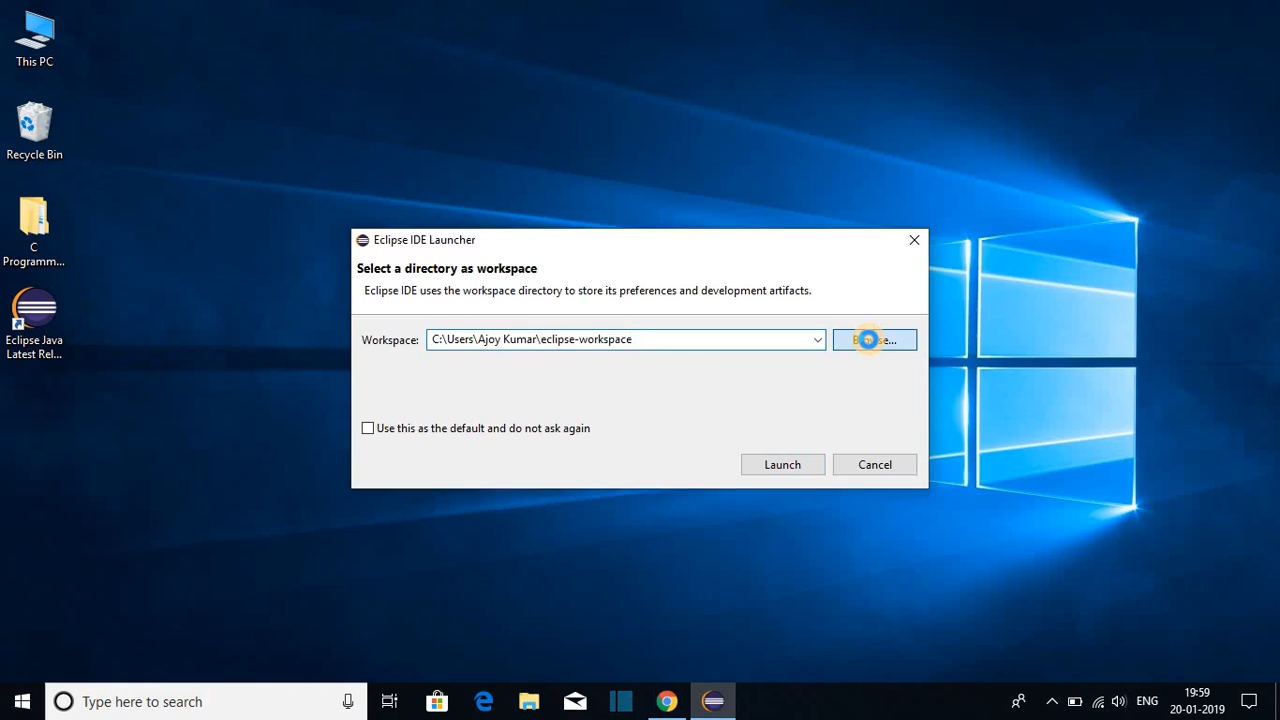 This PC
Recycle Bin
C
Programm...
Eclipse Java
Latest Rel...
Eclipse IDE Launcher
Select a directory as workspace
Eclipse IDE uses the workspace directory to store its preferences and development artifacts.
Workspace: C:\Users\Ajoy Kumar\eclipse-workspace Browse...
Use this as the default and do not ask again
Launch Cancel
Type here to search
ENG
19:59
20-01-2019